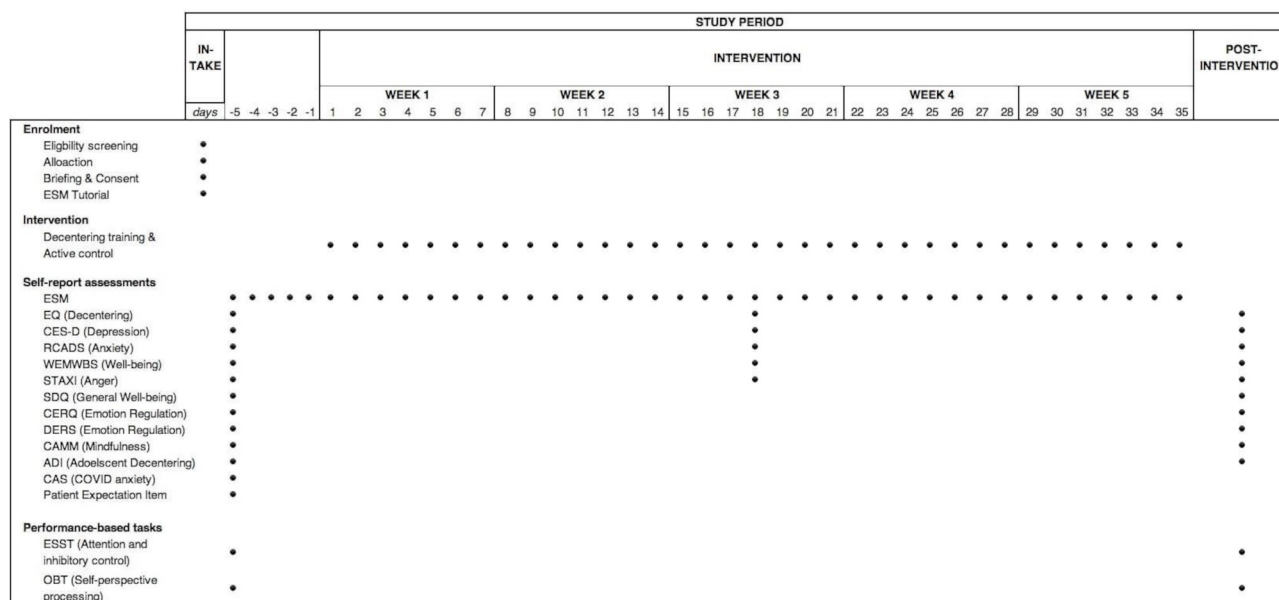 STUDY PERIOD
IN-
TAKE
INTERVENTION
POST-
INTERVENTIO
WEEK 1 WEEK 2 WEEK 3 WEEK 4 WEEK 5
days -5 -4 -3 -2 -1 1 2 3 4 5 6 7 8 9 10 11 12 13 14 15 16 17 18 19 20 21 22 23 24 25 26 27 28 29 30 31 32 33 34 35
Enrolment
Eligbility screening
Alloaction
Briefing & Consent
ESM Tutorial
Intervention
Decentering training &
Active control
Self-report assessments
ESM
EQ (Decentering)
CES-D (Depression)
RCADS (Anxiety)
WEMWBS (Well-being)
STAXI (Anger)
SDQ (General Well-being)
CERQ (Emotion Regulation)
DERS (Emotion Regulation)
CAMM (Mindfulness)
ADI (Adoelscent Decentering)
CAS (COVID anxiety)
Patient Expectation Item
Performance-based tasks
ESST (Attention and
inhibitory control)
OBT (Self-perspective
processing)